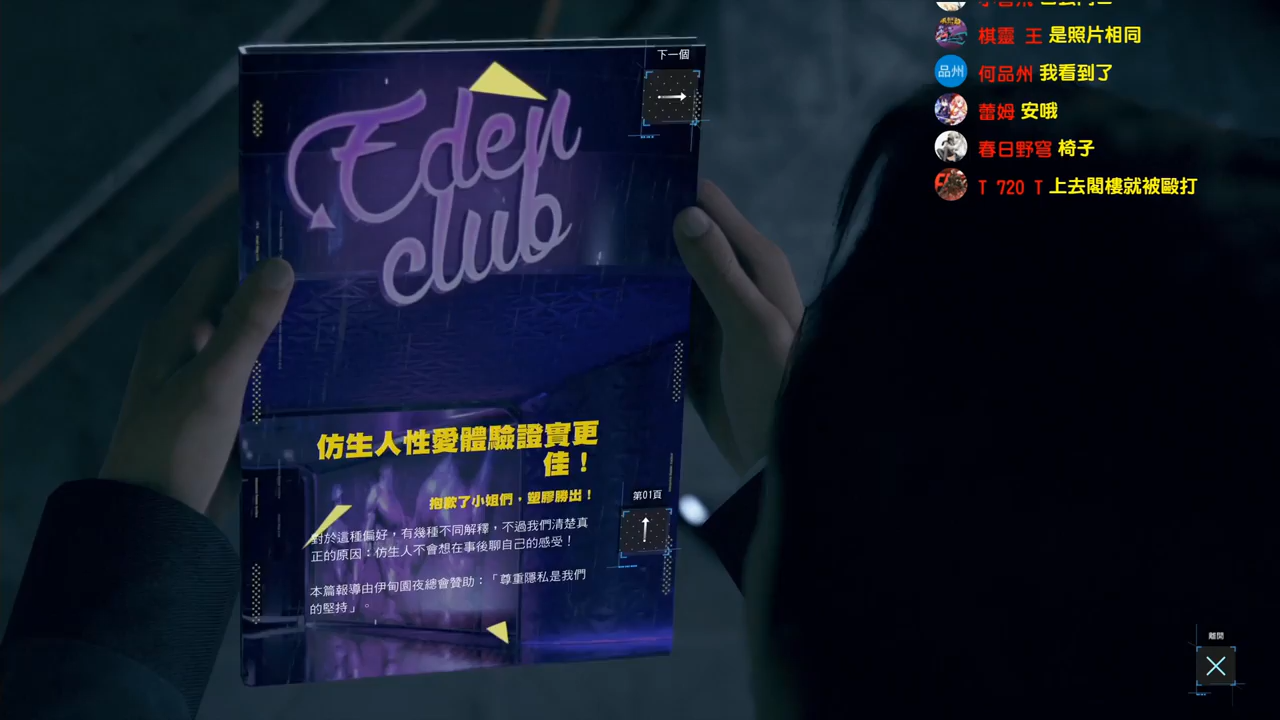 棋靈 王 是照片相同
品州 何品州 我看到了
蕾姆 安哦
春日野穹 椅子
T 720 T 上去閣樓就被毆打
下一個
Eden
club
仿生人性愛體驗證實更
佳！
抱歉了小姐們，塑膠勝出！
第01頁
對於這種偏好，有幾種不同解釋，不過我們清楚真
正的原因：仿生人不會想在事後聊自己的感受！
本篇報導由伊甸園夜總會贊助：「尊重隱私是我們
的堅持」。
離開